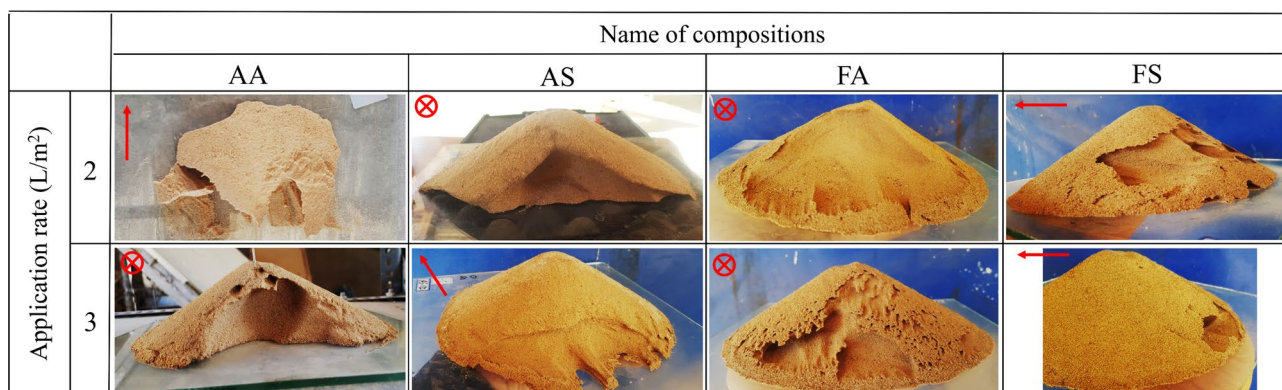 Name of compositions
AA AS FA FS
Application rate (L/m²)
2
3